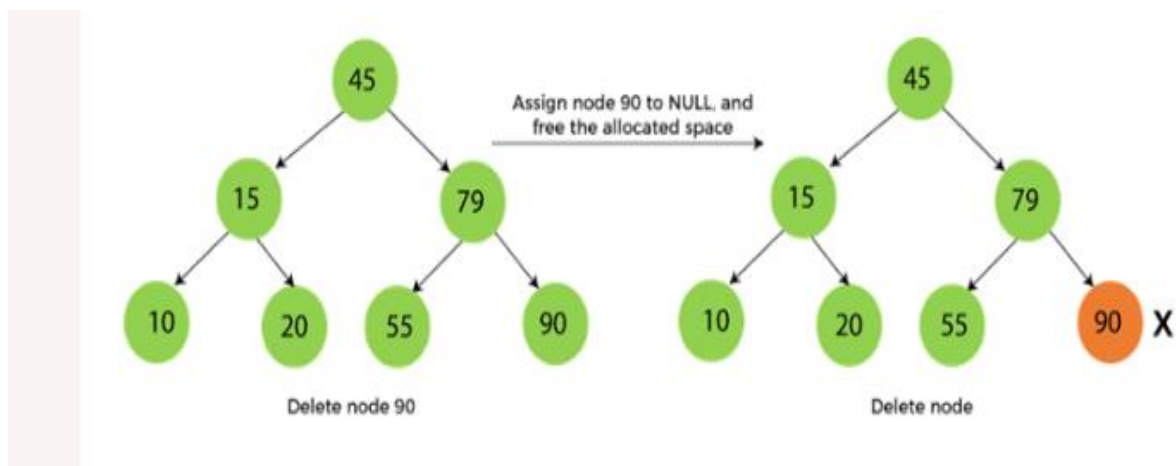 45
45
Assign node 90 to NULL, and
free the allocated space
15
79
15
79
10
20
55
90
10
20
55
90
X
Delete node 90
Delete node